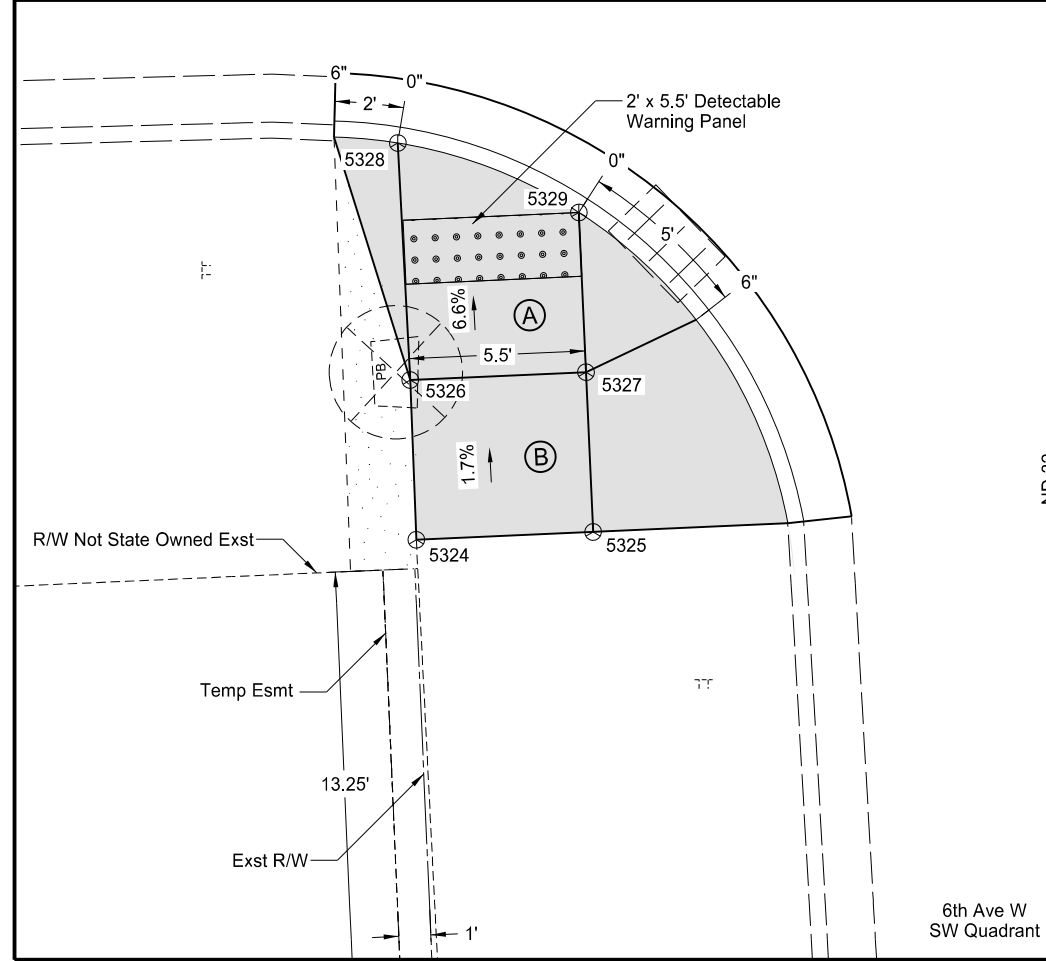 6"
0"
2'
2' x 5.5' Detectable
Warning Panel
5328
0"
5329
5'
6"
6.6%
A
5.5'
PB
5326
5327
B
1.7%
R/W Not State Owned Exst
5324
5325
Temp Esmt
13.25'
Exst R/W
1'
6th Ave W
SW Quadrant